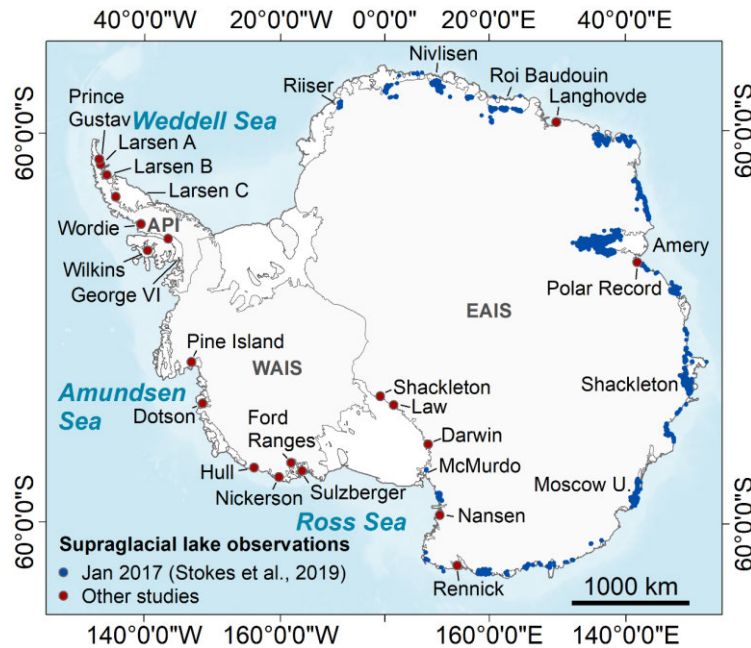 40°0'0"W
20°0'0"W
0°0'0"
20°0'0"E
40°0'0"E
60°0'0"S
60°0'0"S
Nivlisen
Roi Baudouin
Riiser
Langhovde
Prince
Gustav
Weddell Sea
Larsen A
Larsen B
Larsen C
Wordie
API
Wilkins
George VI
Amery
Polar Record
EAIS
Pine Island
WAIS
Shackleton
Shackleton
Law
Amundsen
Sea
Dotson
Ford
Ranges
Darwin
McMurdo
Hull
Nickerson
Sulzberger
Moscow U.
Ross Sea
Nansen
60°0'0"S
60°0'0"S
Supraglacial lake observations
Jan 2017 (Stokes et al., 2019)
Other studies
Rennick
1000 km
140°0'0"W
160°0'0"W
160°0'0"E
140°0'0"E